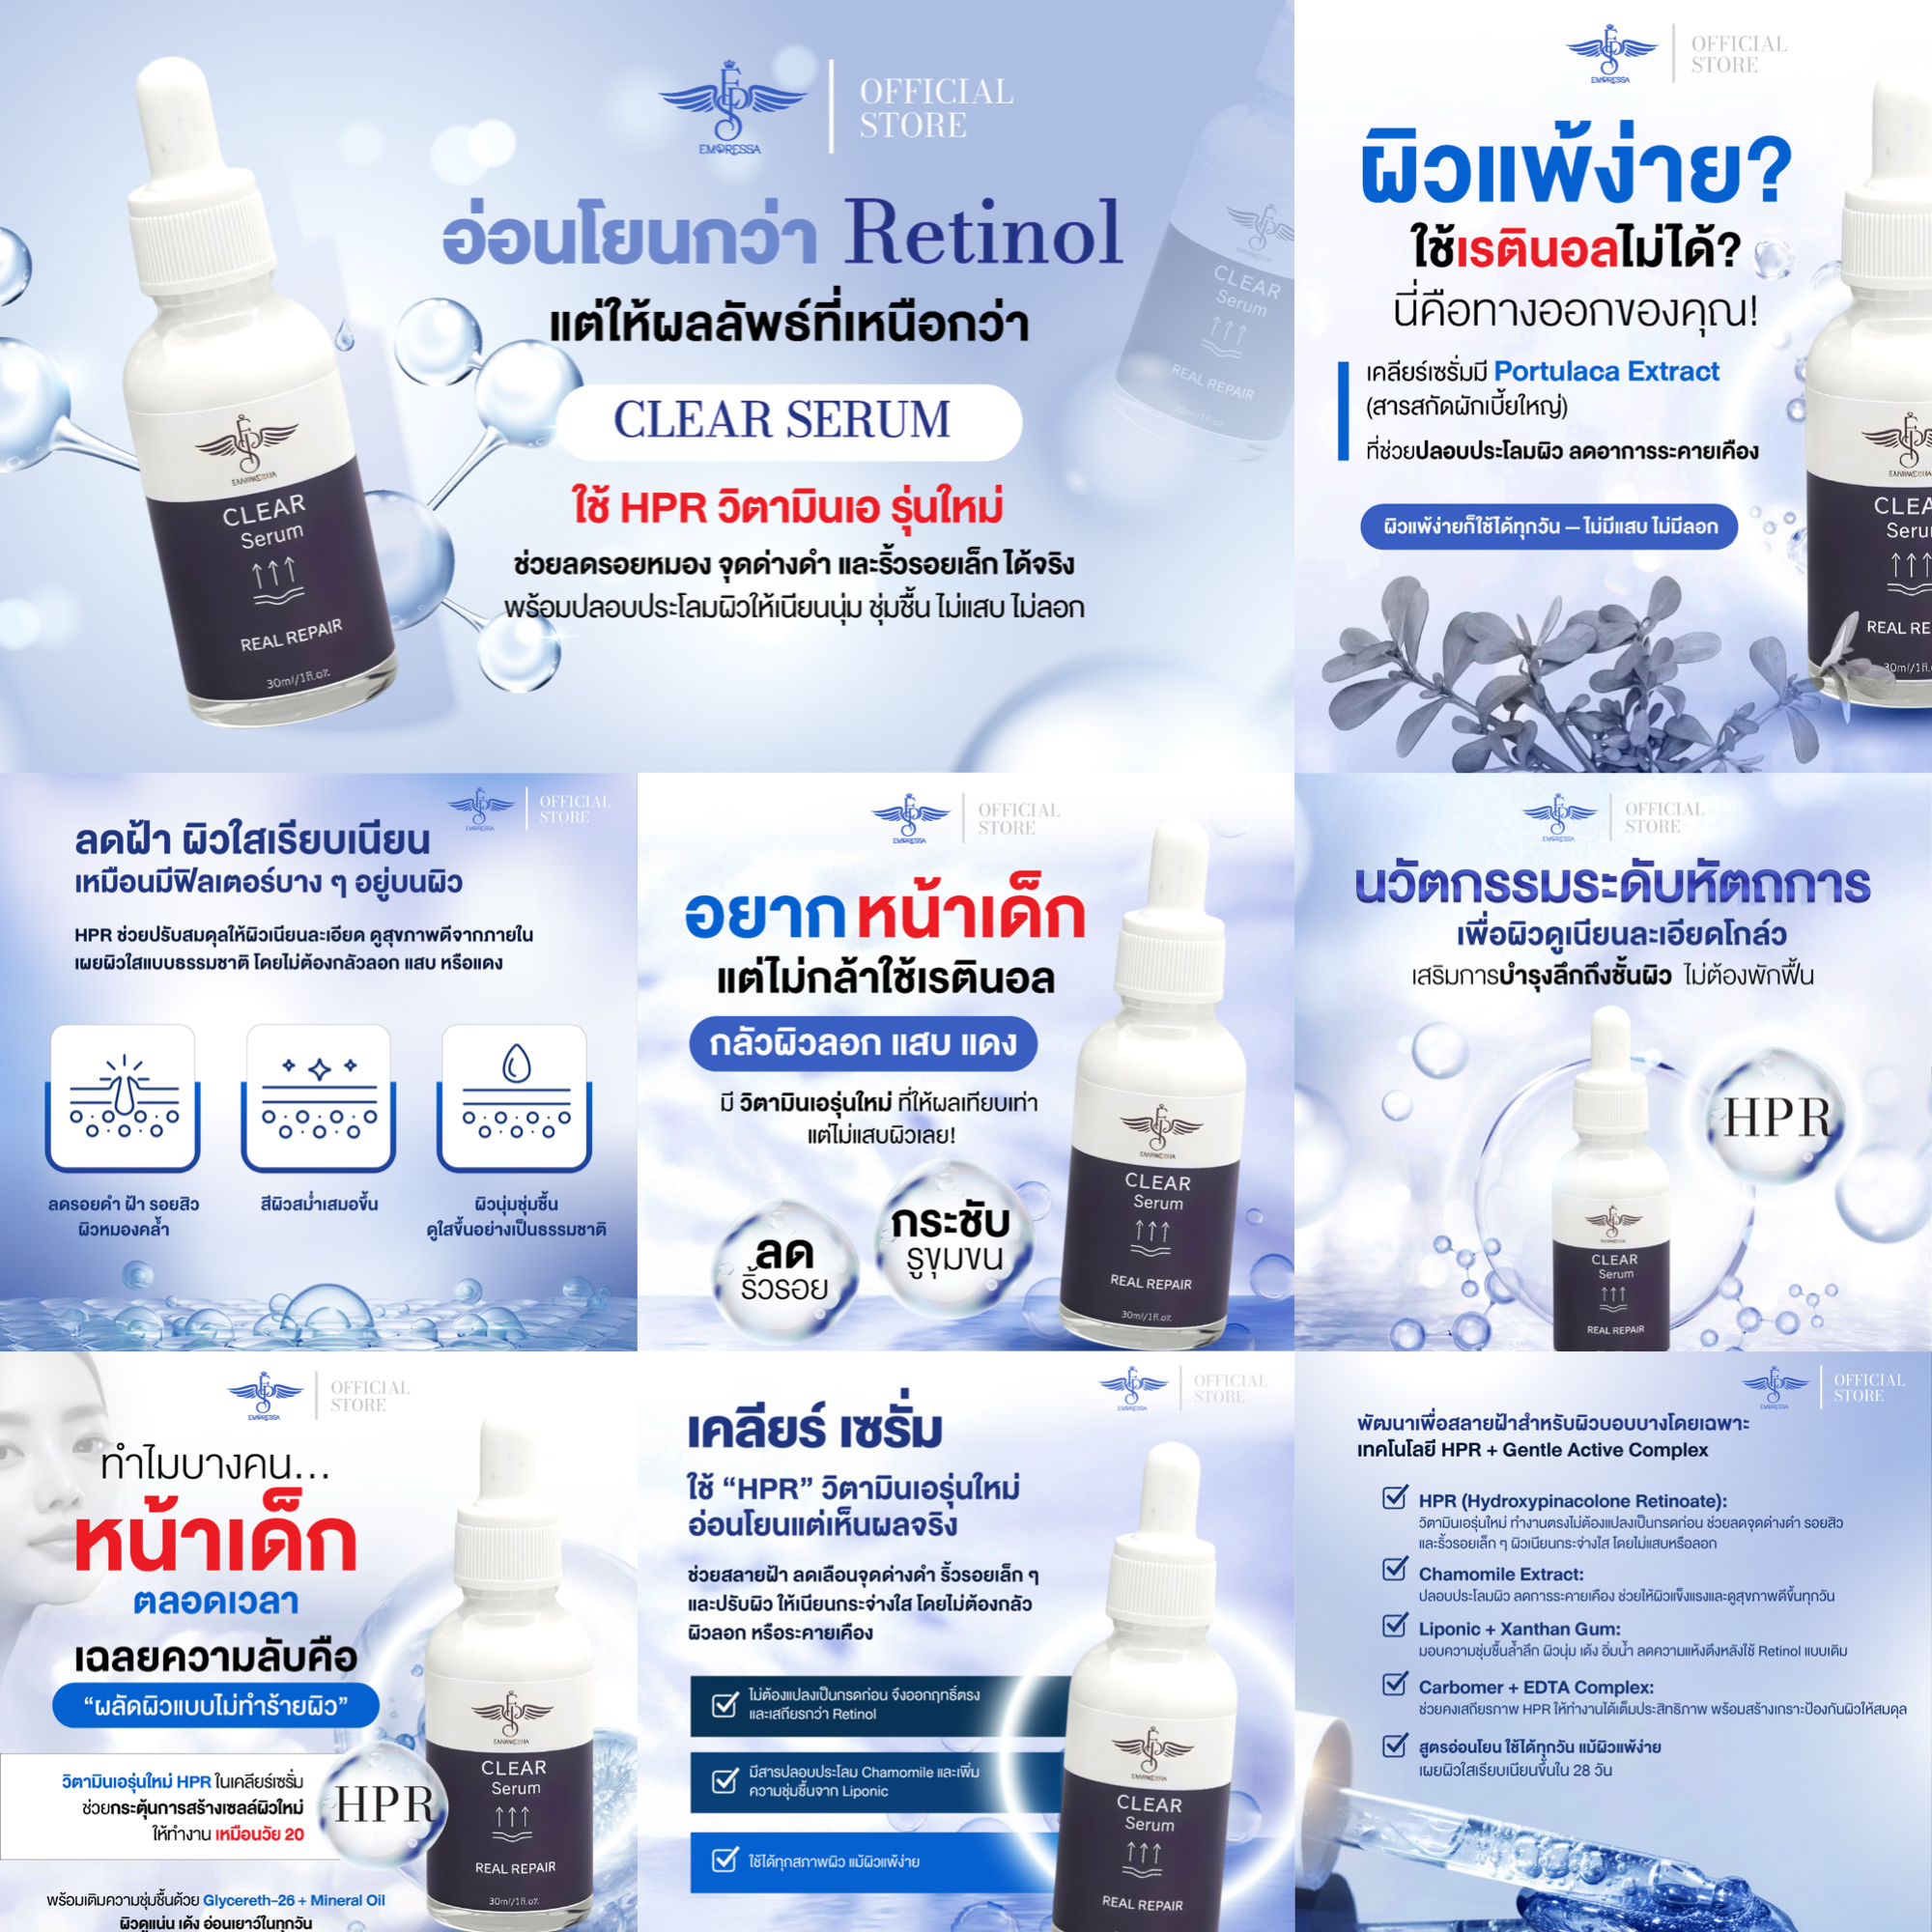 EMPRESSA
OFFICIAL
STORE
อ่อนโยนกว่า Retinol
แต่ให้ผลลัพธ์ที่เหนือกว่า
CLEAR SERUM
ใช้ HPR วิตามินเอ รุ่นใหม่
ช่วยลดรอยหมอง จุดด่างดำ และริ้วรอยเล็ก ได้จริง
พร้อมปลอบประโลมผิวให้เนียนนุ่ม ชุ่มชื้น ไม่แสบ ไม่ลอก
CLEAR
Serum
REAL REPAIR
30ml/1fl.oz.
CLEAR
Serum
REAL REPAIR
30ml/1fl.oz.
EMPRESSA
OFFICIAL
STORE
ผิวแพ้ง่าย?
ใช้เรตินอลไม่ได้?
นี่คือทางออกของคุณ!
เคลียร์เซรั่มมี Portulaca Extract
(สารสกัดผักเบี้ยใหญ่)
ที่ช่วยปลอบประโลมผิว ลดอาการระคายเคือง
ผิวแพ้ง่ายก็ใช้ได้ทุกวัน – ไม่มีแสบ ไม่มีลอก
CLEA
Seru
REAL RE
30ml/1fl.
EMPRESSA
OFFICIAL
STORE
ลดฝ้า ผิวใสเรียบเนียน
เหมือนมีฟิลเตอร์บาง ๆ อยู่บนผิว
HPR ช่วยปรับสมดุลให้ผิวเนียนละเอียด ดูสุขภาพดีจากภายใน
เผยผิวใสแบบธรรมชาติ โดยไม่ต้องกลัวลอก แสบ หรือแดง
ลดรอยดำ ฝ้า รอยสิว
ผิวหมองคล้ำ
สีผิวสม่ำเสมอขึ้น
ผิวนุ่มชุ่มชื้น
ดูใสขึ้นอย่างเป็นธรรมชาติ
EMPRESSA
OFFICIAL
STORE
อยากหน้าเด็ก
แต่ไม่กล้าใช้เรตินอล
กลัวผิวลอก แสบ แดง
มี วิตามินเอรุ่นใหม่ ที่ให้ผลเทียบเท่า
แต่ไม่แสบผิวเลย!
ลด
ริ้วรอย
กระชับ
รูขุมขน
CLEAR
Serum
REAL REPAIR
30ml/1fl.oz.
EMPRESSA
OFFICIAL
STORE
นวัตกรรมระดับหัตถการ
เพื่อผิวดูเนียนละเอียดโกล์ว
เสริมการบำรุงลึกถึงชั้นผิว ไม่ต้องพักฟื้น
HPR
CLEAR
Serum
REAL REPAIR
EMPRESSA
OFFICIAL
STORE
ทำไมบางคน...
หน้าเด็ก
ตลอดเวลา
เฉลยความลับคือ
“ผลัดผิวแบบไม่ทำร้ายผิว”
วิตามินเอรุ่นใหม่ HPR ในเคลียร์เซรั่ม
ช่วยกระตุ้นการสร้างเซลล์ผิวใหม่
ให้ทำงาน เหมือนวัย 20
HPR
พร้อมเติมความชุ่มชื้นด้วย Glycereth-26 + Mineral Oil
ผิวดูแน่น เด้ง อ่อนเยาว์ในทุกวัน
CLEAR
Serum
REAL REPAIR
30ml/1fl.oz.
EMPRESSA
OFFICIAL
STORE
เคลียร์ เซรั่ม
ใช้ “HPR” วิตามินเอรุ่นใหม่
อ่อนโยนแต่เห็นผลจริง
ช่วยสลายฝ้า ลดเลือนจุดด่างดำ ริ้วรอยเล็ก ๆ
และปรับผิว ให้เนียนกระจ่างใส โดยไม่ต้องกลัว
ผิวลอก หรือระคายเคือง
ไม่ต้องแปลงเป็นกรดก่อน จึงออกฤทธิ์ตรง
และเสถียรกว่า Retinol
มีสารปลอบประโลม Chamomile และเพิ่ม
ความชุ่มชื้นจาก Liponic
ใช้ได้ทุกสภาพผิว แม้ผิวแพ้ง่าย
CLEAR
Serum
REAL REPAIR
EMPRESSA
OFFICIAL
STORE
พัฒนาเพื่อสลายฝ้าสำหรับผิวบอบบางโดยเฉพาะ
เทคโนโลยี HPR + Gentle Active Complex
HPR (Hydroxypinacolone Retinoate):
วิตามินเอรุ่นใหม่ ทำงานตรงไม่ต้องแปลงเป็นกรดก่อน ช่วยลดจุดด่างดำ รอยสิว
และริ้วรอยเล็ก ๆ ผิวเนียนกระจ่างใส โดยไม่แสบหรือลอก
Chamomile Extract:
ปลอบประโลมผิว ลดการระคายเคือง ช่วยให้ผิวแข็งแรงและดูสุขภาพดีขึ้นทุกวัน
Liponic + Xanthan Gum:
มอบความชุ่มชื้นล้ำลึก ผิวนุ่ม เด้ง อิ่มน้ำ ลดความแห้งตึงหลังใช้ Retinol แบบเดิม
Carbomer + EDTA Complex:
ช่วยคงเสถียรภาพ HPR ให้ทำงานได้เต็มประสิทธิภาพ พร้อมสร้างเกราะป้องกันผิวให้สมดุล
สูตรอ่อนโยน ใช้ได้ทุกวัน แม้ผิวแพ้ง่าย
เผยผิวใสเรียบเนียนขึ้นใน 28 วัน